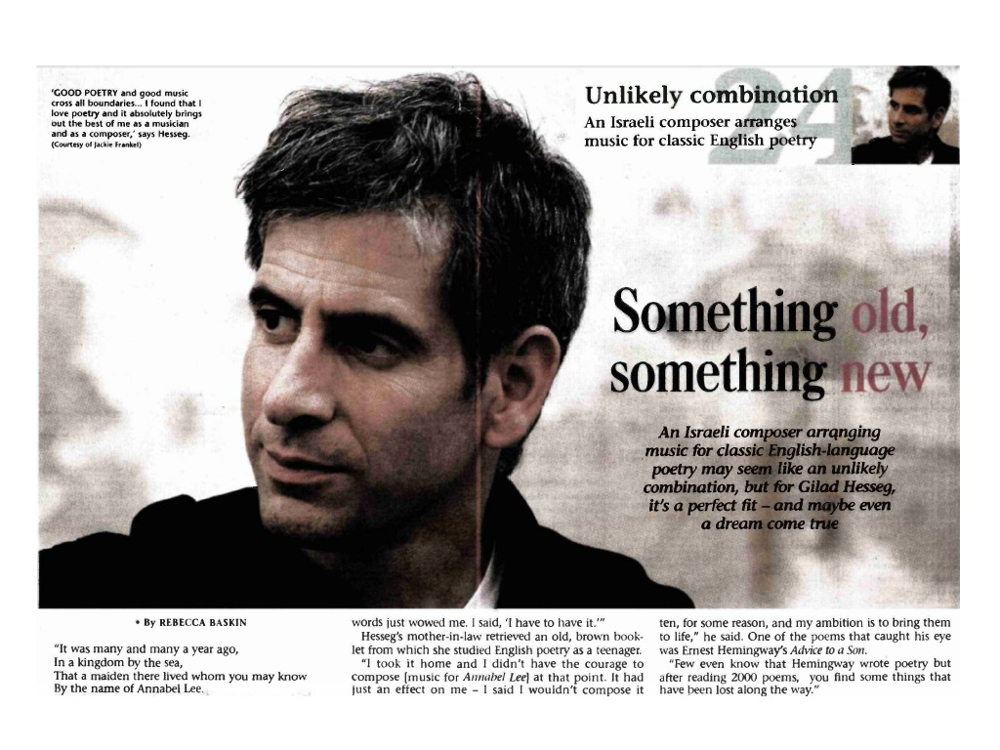 'GOOD POETRY and good music
cross all boundaries... I found that I
love poetry and it absolutely brings
out the best of me as a musician
and as a composer,' says Hesseg.
(Courtesy of Jackie Frankel)
24
Unlikely combination
An Israeli composer arranges
music for classic English poetry
Something old,
something new
An Israeli composer arranging
music for classic English-language
poetry may seem like an unlikely
combination, but for Gilad Hesseg,
it's a perfect fit – and maybe even
a dream come true
• By REBECCA BASKIN
"It was many and many a year ago,
In a kingdom by the sea,
That a maiden there lived whom you may know
By the name of Annabel Lee.
words just wowed me. I said, 'I have to have it.'"
Hesseg's mother-in-law retrieved an old, brown book-
let from which she studied English poetry as a teenager.
"I took it home and I didn't have the courage to
compose [music for Annabel Lee] at that point. It had
just an effect on me – I said I wouldn't compose it
ten, for some reason, and my ambition is to bring them
to life," he said. One of the poems that caught his eye
was Ernest Hemingway's Advice to a Son.
"Few even know that Hemingway wrote poetry but
after reading 2000 poems, you find some things that
have been lost along the way."